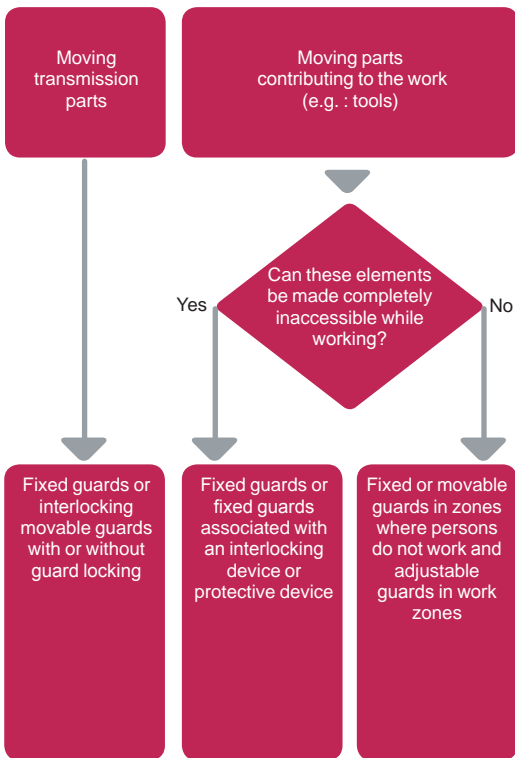 Moving
transmission
parts
Moving parts
contributing to the work
(e.g. : tools)
Can these elements
be made completely
inaccessible while
working?
Yes
No
Fixed guards or
interlocking
movable guards
with or without
guard locking
Fixed guards or
fixed guards
associated with
an interlocking
device or
protective device
Fixed or movable
guards in zones
where persons
do not work and
adjustable
guards in work
zones